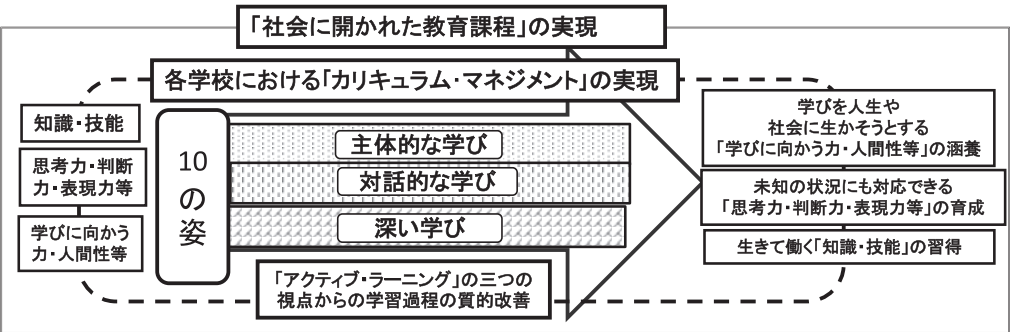 「社会に開かれた教育課程」の実現
各学校における「カリキュラム・マネジメント」の実現
知識・技能
思考力・判断
力・表現力等
学びに向かう
力・人間性等
10
の
姿
主体的な学び
対話的な学び
深い学び
「アクティブ・ラーニング」の三つの
視点からの学習過程の質的改善
学びを人生や
社会に生かそうとする
「学びに向かう力・人間性等」の涵養
未知の状況にも対応できる
「思考力・判断力・表現力等」の育成
生きて働く「知識・技能」の習得